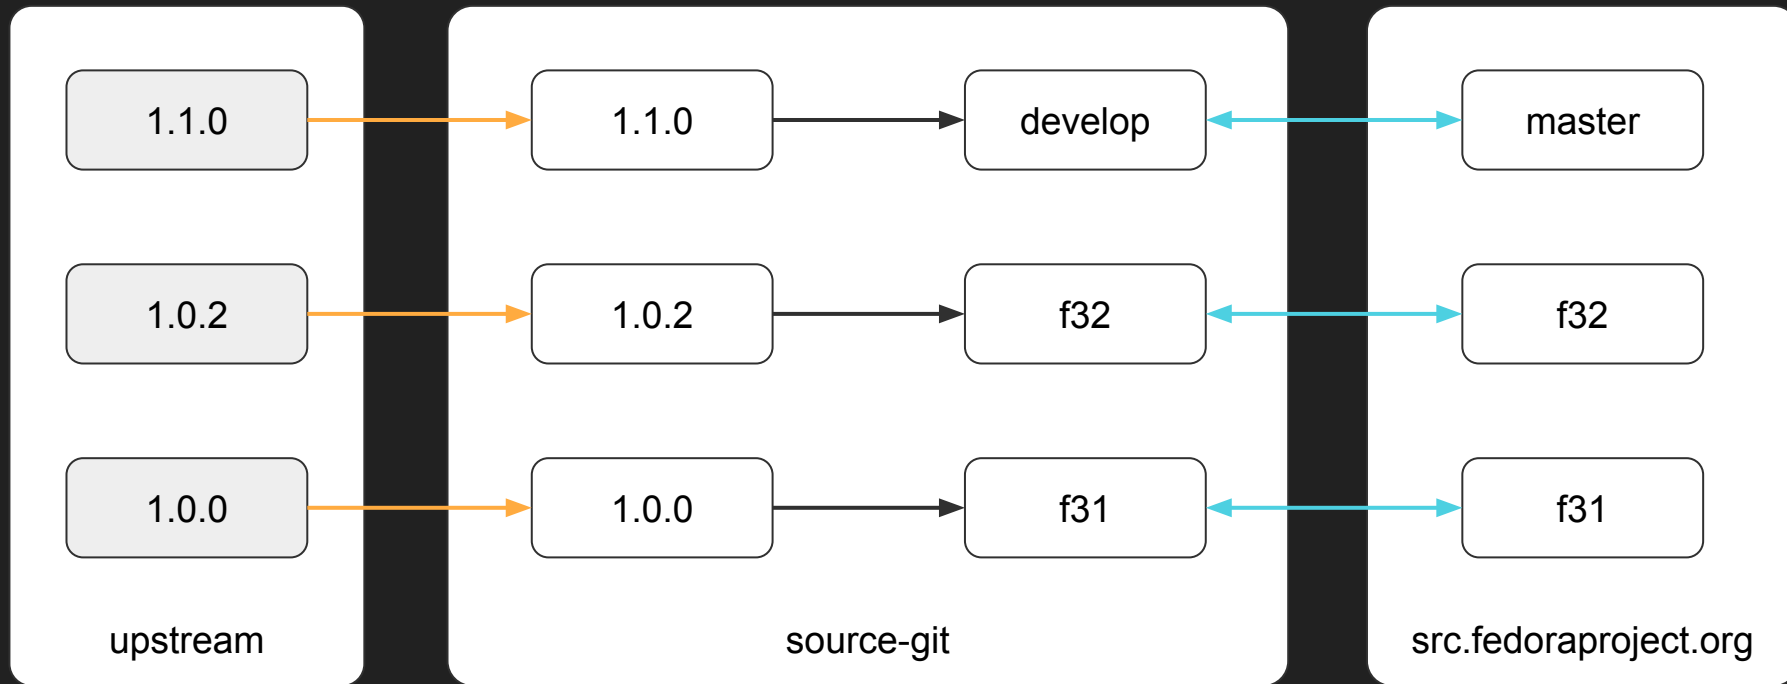 1.1.0
1.1.0
develop
master
1.0.2
1.0.2
f32
f32
1.0.0
1.0.0
f31
f31
upstream
source-git
src.fedoraproject.org